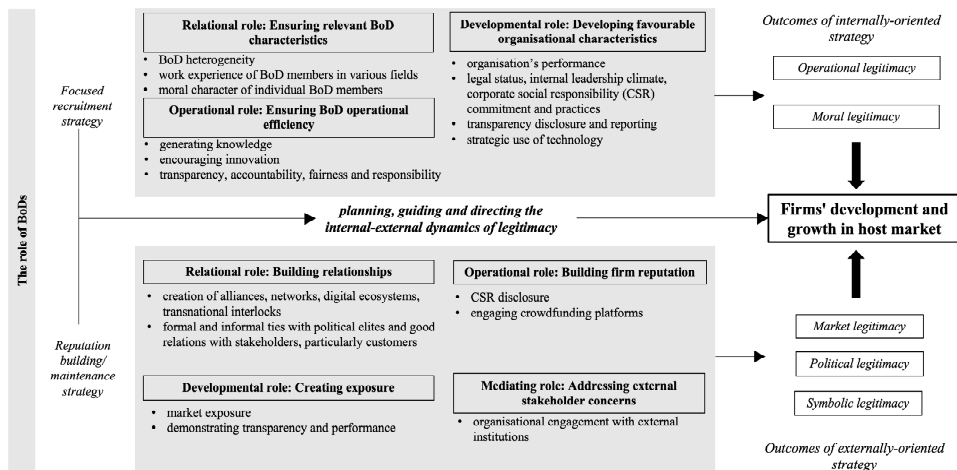 The role of BoDs
Focused
recruitment
strategy
Relational role: Ensuring relevant BoD
characteristics
• BoD heterogeneity
• work experience of BoD members in various fields
• moral character of individual BoD members
Operational role: Ensuring BoD operational
efficiency
• generating knowledge
• encouraging innovation
• transparency, accountability, fairness and responsibility
Developmental role: Developing favourable
organisational characteristics
• organisation's performance
• legal status, internal leadership climate,
corporate social responsibility (CSR)
commitment and practices
• transparency disclosure and reporting
• strategic use of technology
Outcomes of internally-oriented
strategy
Operational legitimacy
Moral legitimacy
planning, guiding and directing the
internal-external dynamics of legitimacy
Firms' development and
growth in host market
Reputation
building/
maintenance
strategy
Relational role: Building relationships
• creation of alliances, networks, digital ecosystems,
transnational interlocks
• formal and informal ties with political elites and good
relations with stakeholders, particularly customers
Operational role: Building firm reputation
• CSR disclosure
• engaging crowdfunding platforms
Developmental role: Creating exposure
• market exposure
• demonstrating transparency and performance
Mediating role: Addressing external
stakeholder concerns
• organisational engagement with external
institutions
Market legitimacy
Political legitimacy
Symbolic legitimacy
Outcomes of externally-oriented
strategy